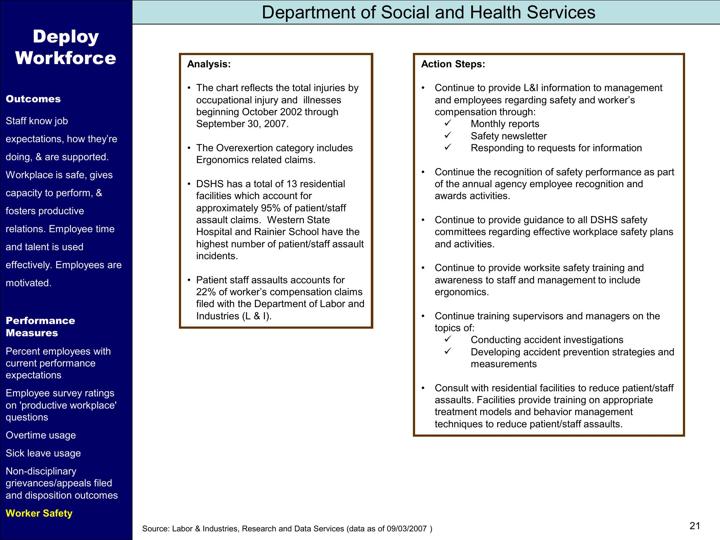 Department of Social and Health Services
Deploy
Workforce
Outcomes
Staff know job
expectations, how they're
doing, & are supported.
Workplace is safe, gives
capacity to perform, &
fosters productive
relations. Employee time
and talent is used
effectively. Employees are
motivated.
Performance
Measures
Percent employees with
current performance
expectations
Employee survey ratings
on 'productive workplace'
questions
Overtime usage
Sick leave usage
Non-disciplinary
grievances/appeals filed
and disposition outcomes
Worker Safety
Analysis:
• The chart reflects the total injuries by
occupational injury and illnesses
beginning October 2002 through
September 30, 2007.
• The Overexertion category includes
Ergonomics related claims.
• DSHS has a total of 13 residential
facilities which account for
approximately 95% of patient/staff
assault claims. Western State
Hospital and Rainier School have the
highest number of patient/staff assault
incidents.
• Patient staff assaults accounts for
22% of worker's compensation claims
filed with the Department of Labor and
Industries (L & I).
Action Steps:
• Continue to provide L&I information to management
and employees regarding safety and worker's
compensation through:
✓ Monthly reports
✓ Safety newsletter
✓ Responding to requests for information
• Continue the recognition of safety performance as part
of the annual agency employee recognition and
awards activities.
• Continue to provide guidance to all DSHS safety
committees regarding effective workplace safety plans
and activities.
• Continue to provide worksite safety training and
awareness to staff and management to include
ergonomics.
• Continue training supervisors and managers on the
topics of:
✓ Conducting accident investigations
✓ Developing accident prevention strategies and
measurements
• Consult with residential facilities to reduce patient/staff
assaults. Facilities provide training on appropriate
treatment models and behavior management
techniques to reduce patient/staff assaults.
Source: Labor & Industries, Research and Data Services (data as of 09/03/2007 )
21